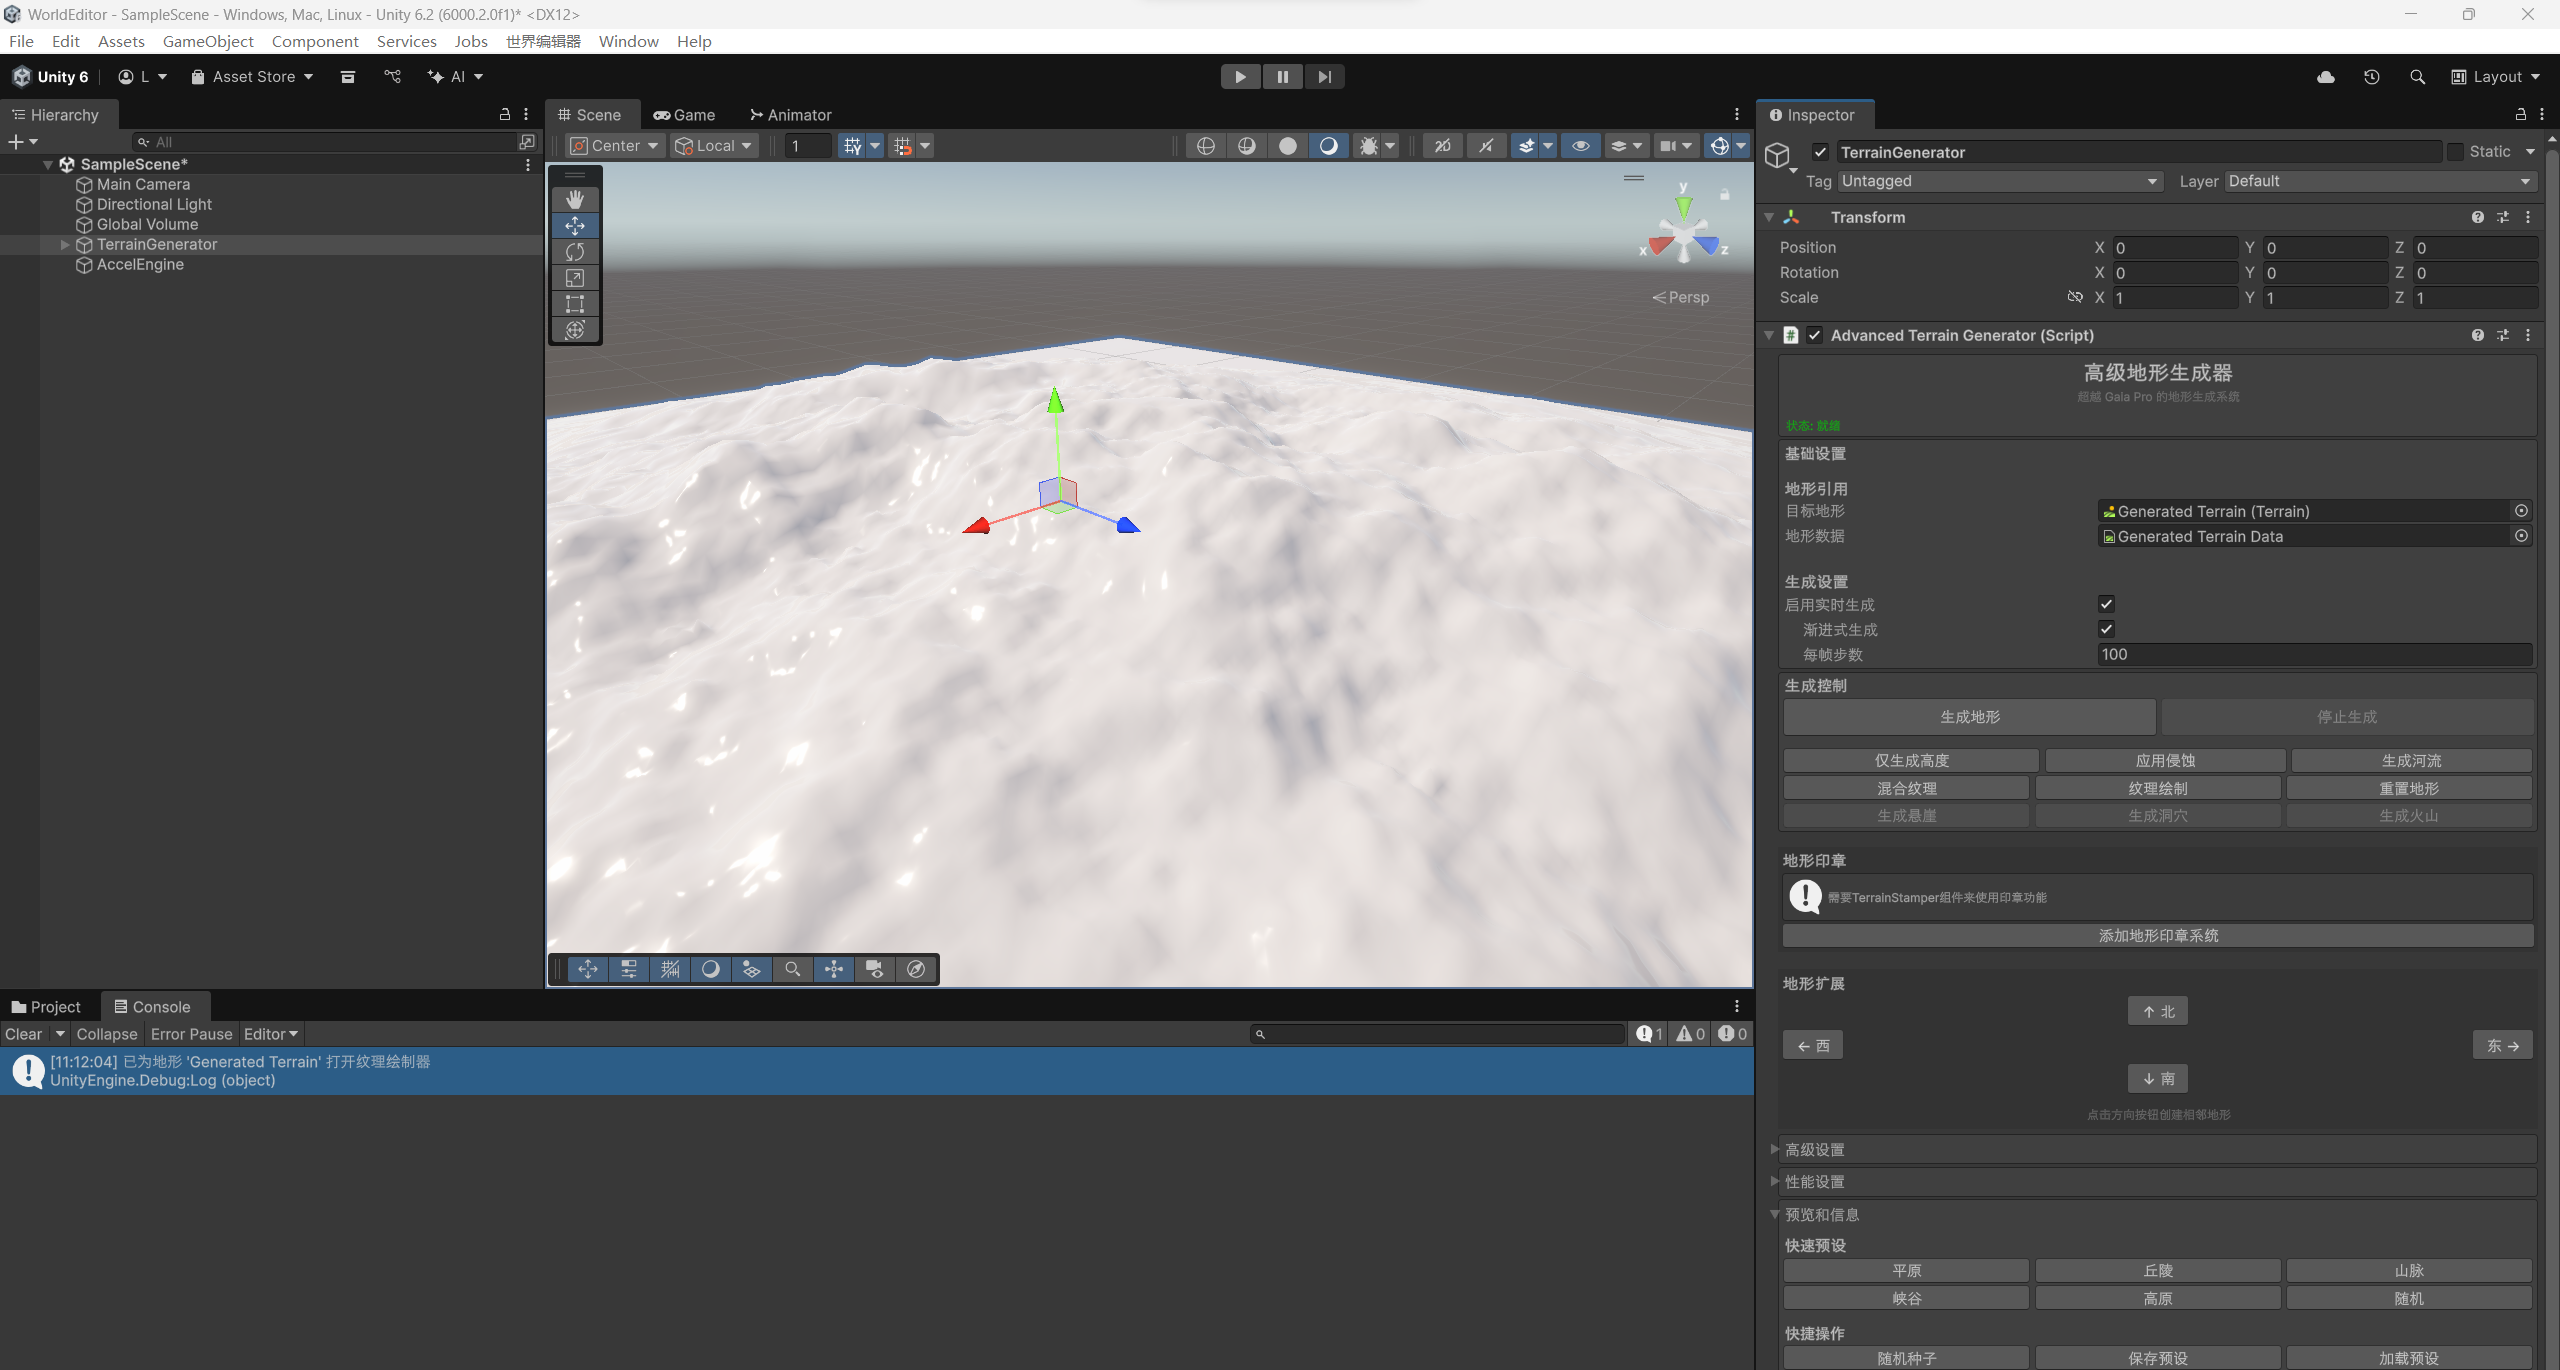 WorldEditor - SampleScene - Windows, Mac, Linux - Unity 6.2 (6000.2.0f1)* <DX12>
File Edit Assets GameObject Component Services Jobs 世界编辑器 Window Help
Unity 6 L Asset Store AI Layout
Hierarchy
All
SampleScene*
Main Camera
Directional Light
Global Volume
TerrainGenerator
AccelEngine
Scene Game Animator
Center Local 1 2D
y
x z
Persp
Project Console
Clear Collapse Error Pause Editor 1 0 0
[11:12:04] 已为地形 'Generated Terrain' 打开纹理绘制器
UnityEngine.Debug:Log (object)
Inspector
TerrainGenerator Static
Tag Untagged Layer Default
Transform
Position X 0 Y 0 Z 0
Rotation X 0 Y 0 Z 0
Scale X 1 Y 1 Z 1
# Advanced Terrain Generator (Script)
高级地形生成器
超越 Gaia Pro 的地形生成系统
状态: 就绪
基础设置
地形引用
目标地形 Generated Terrain (Terrain)
地形数据 Generated Terrain Data
生成设置
启用实时生成
渐进式生成
每帧步数 100
生成控制
生成地形 停止生成
仅生成高度 应用侵蚀 生成河流
混合纹理 纹理绘制 重置地形
生成悬崖 生成洞穴 生成火山
地形印章
需要TerrainStamper组件来使用印章功能
添加地形印章系统
地形扩展
↑ 北
← 西 东 →
↓ 南
点击方向按钮创建相邻地形
高级设置
性能设置
预览和信息
快速预设
平原 丘陵 山脉
峡谷 高原 随机
快捷操作
随机种子 保存预设 加载预设